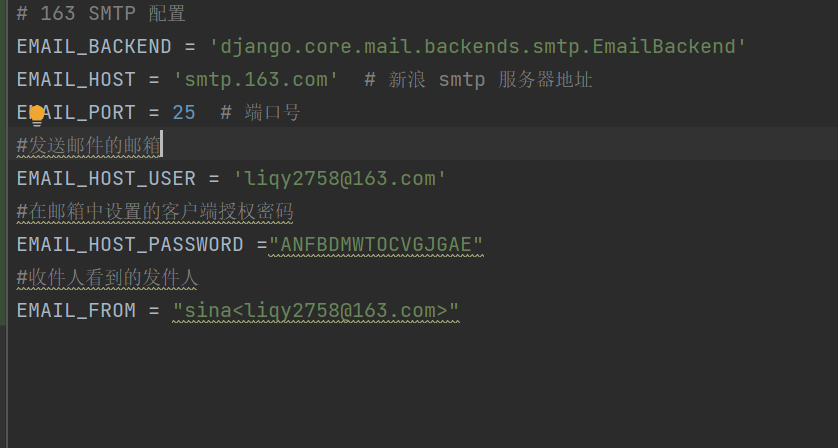 # 163 SMTP 配置
EMAIL_BACKEND = 'django.core.mail.backends.smtp.EmailBackend'
EMAIL_HOST = 'smtp.163.com'  # 新浪 smtp 服务器地址
EMAIL_PORT = 25  # 端口号
#发送邮件的邮箱
EMAIL_HOST_USER = 'liqy2758@163.com'
#在邮箱中设置的客户端授权密码
EMAIL_HOST_PASSWORD ="ANFBDMWTOCVGJGAE"
#收件人看到的发件人
EMAIL_FROM = "sina<liqy2758@163.com>"